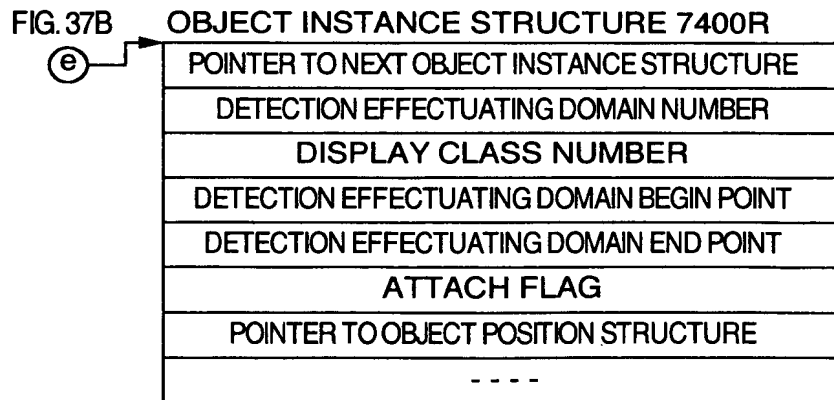 FIG. 37B OBJECT INSTANCE STRUCTURE 7400R
e
POINTER TO NEXT OBJECT INSTANCE STRUCTURE
DETECTION EFFECTUATING DOMAIN NUMBER
DISPLAY CLASS NUMBER
DETECTION EFFECTUATING DOMAIN BEGIN POINT
DETECTION EFFECTUATING DOMAIN END POINT
ATTACH FLAG
POINTER TO OBJECT POSITION STRUCTURE
- - - -